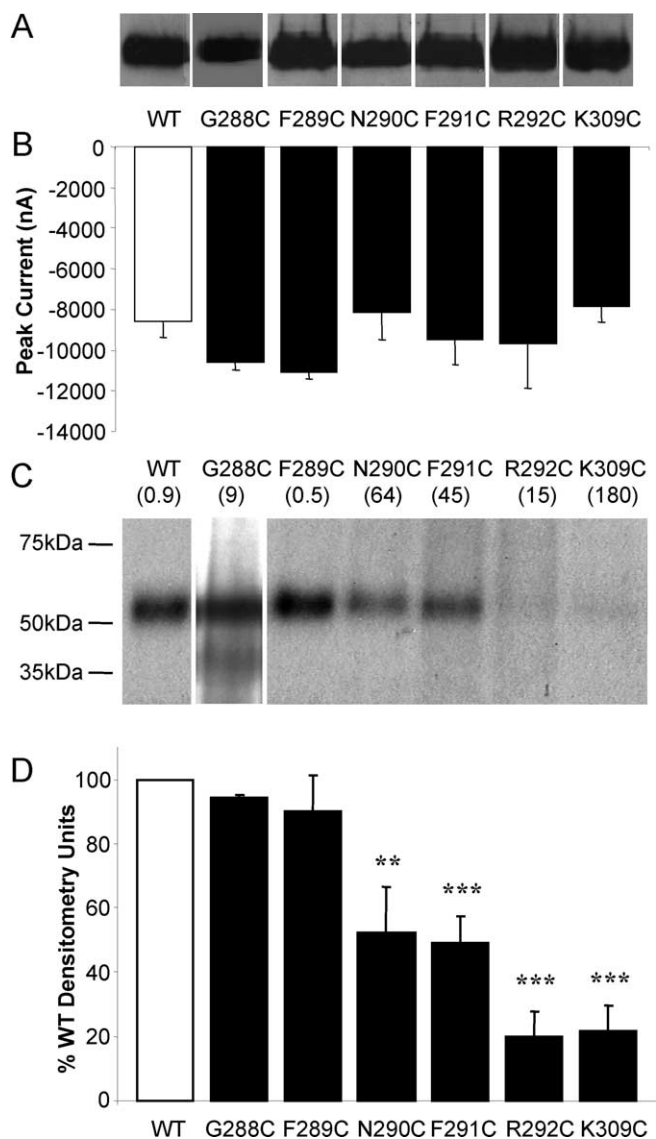 A
WT G288C F289C N290C F291C R292C K309C
B
Peak Current (nA)
0
-2000
-4000
-6000
-8000
-10000
-12000
-14000
C
WT G288C F289C N290C F291C R292C K309C
(0.9) (9) (0.5) (64) (45) (15) (180)
75kDa
50kDa
35kDa
D
% WT Densitometry Units
100
80
60
40
20
0
** *** *** ***
WT G288C F289C N290C F291C R292C K309C